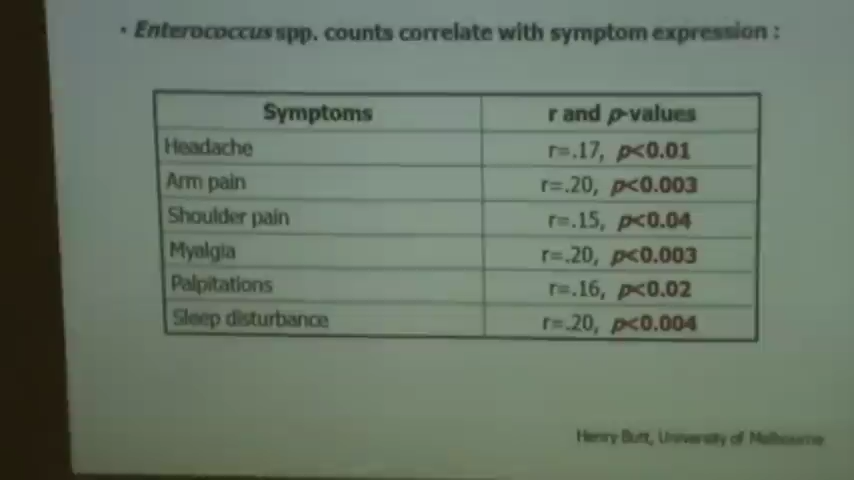 • Enterococcus spp. counts correlate with symptom expression :
Symptoms r and p-values
Headache r=.17, p<0.01
Arm pain r=.20, p<0.003
Shoulder pain r=.15, p<0.04
Myalgia r=.20, p<0.003
Palpitations r=.16, p<0.02
Sleep disturbance r=.20, p<0.004
Henry Butt, University of Melbourne